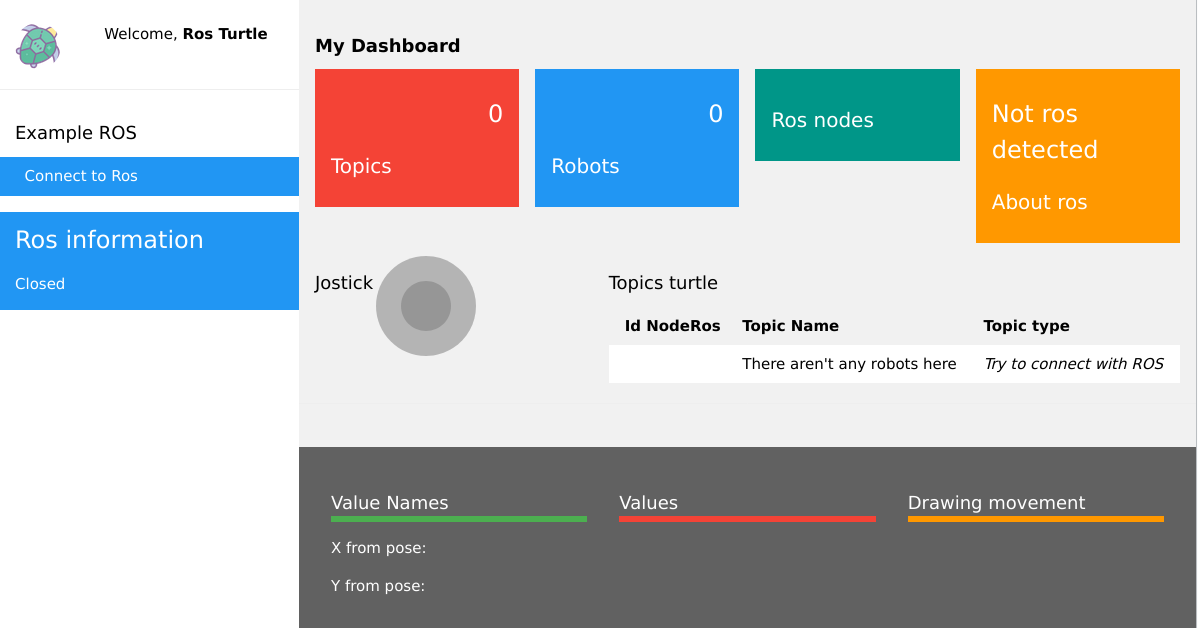 Welcome, Ros Turtle
Example ROS
Connect to Ros
Ros information
Closed
My Dashboard
0
Topics
0
Robots
Ros nodes
Not ros
detected
About ros
Jostick
Topics turtle
Id NodeRos Topic Name Topic type
There aren't any robots here Try to connect with ROS
Value Names
X from pose:
Y from pose:
Values
Drawing movement